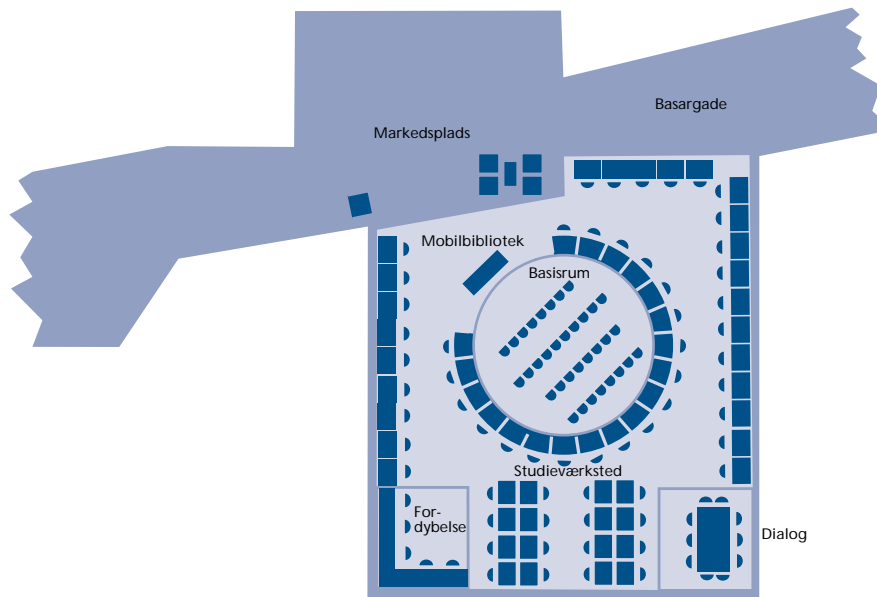 Basargade
Markedsplads
Mobilbibliotek
Basisrum
Studieværksted
For-
dybelse
Dialog